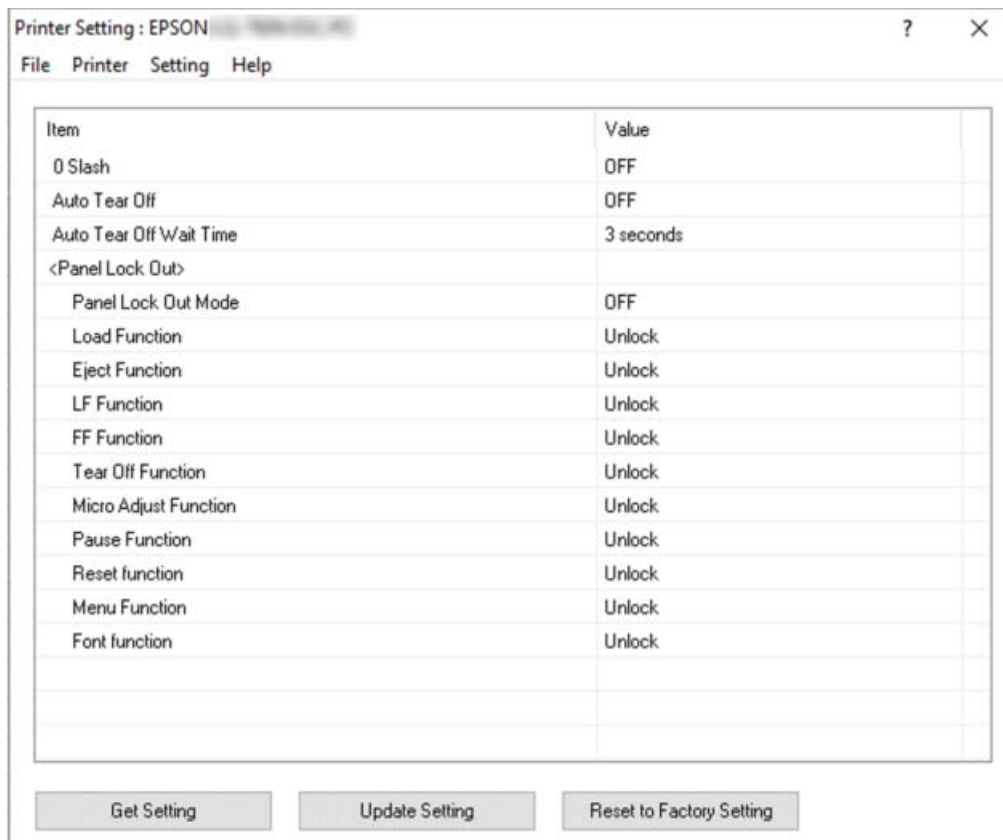 Printer Setting : EPSON
?
File Printer Setting Help
Item Value
0 Slash OFF
Auto Tear Off OFF
Auto Tear Off Wait Time 3 seconds
<Panel Lock Out>
Panel Lock Out Mode OFF
Load Function Unlock
Eject Function Unlock
LF Function Unlock
FF Function Unlock
Tear Off Function Unlock
Micro Adjust Function Unlock
Pause Function Unlock
Reset function Unlock
Menu Function Unlock
Font function Unlock
Get Setting Update Setting Reset to Factory Setting